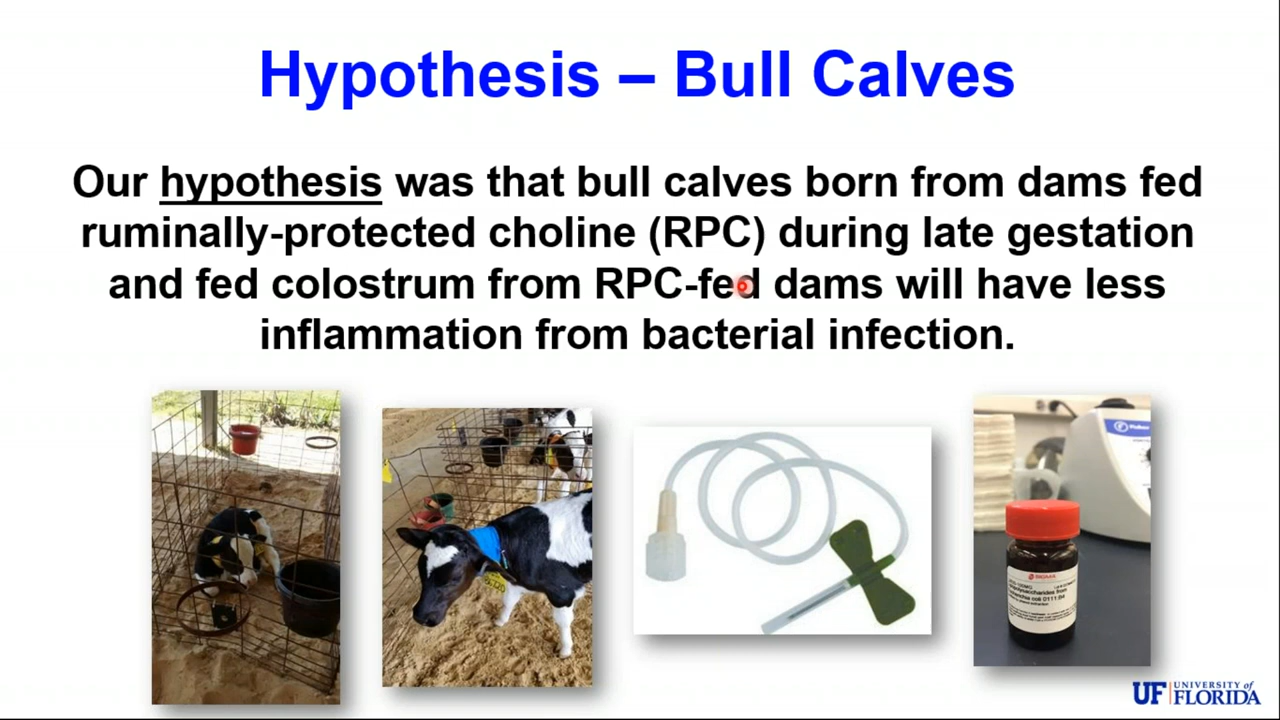 Hypothesis – Bull Calves
Our hypothesis was that bull calves born from dams fed
ruminally-protected choline (RPC) during late gestation
and fed colostrum from RPC-fed dams will have less
inflammation from bacterial infection.
SIGMA
UF UNIVERSITY of
FLORIDA